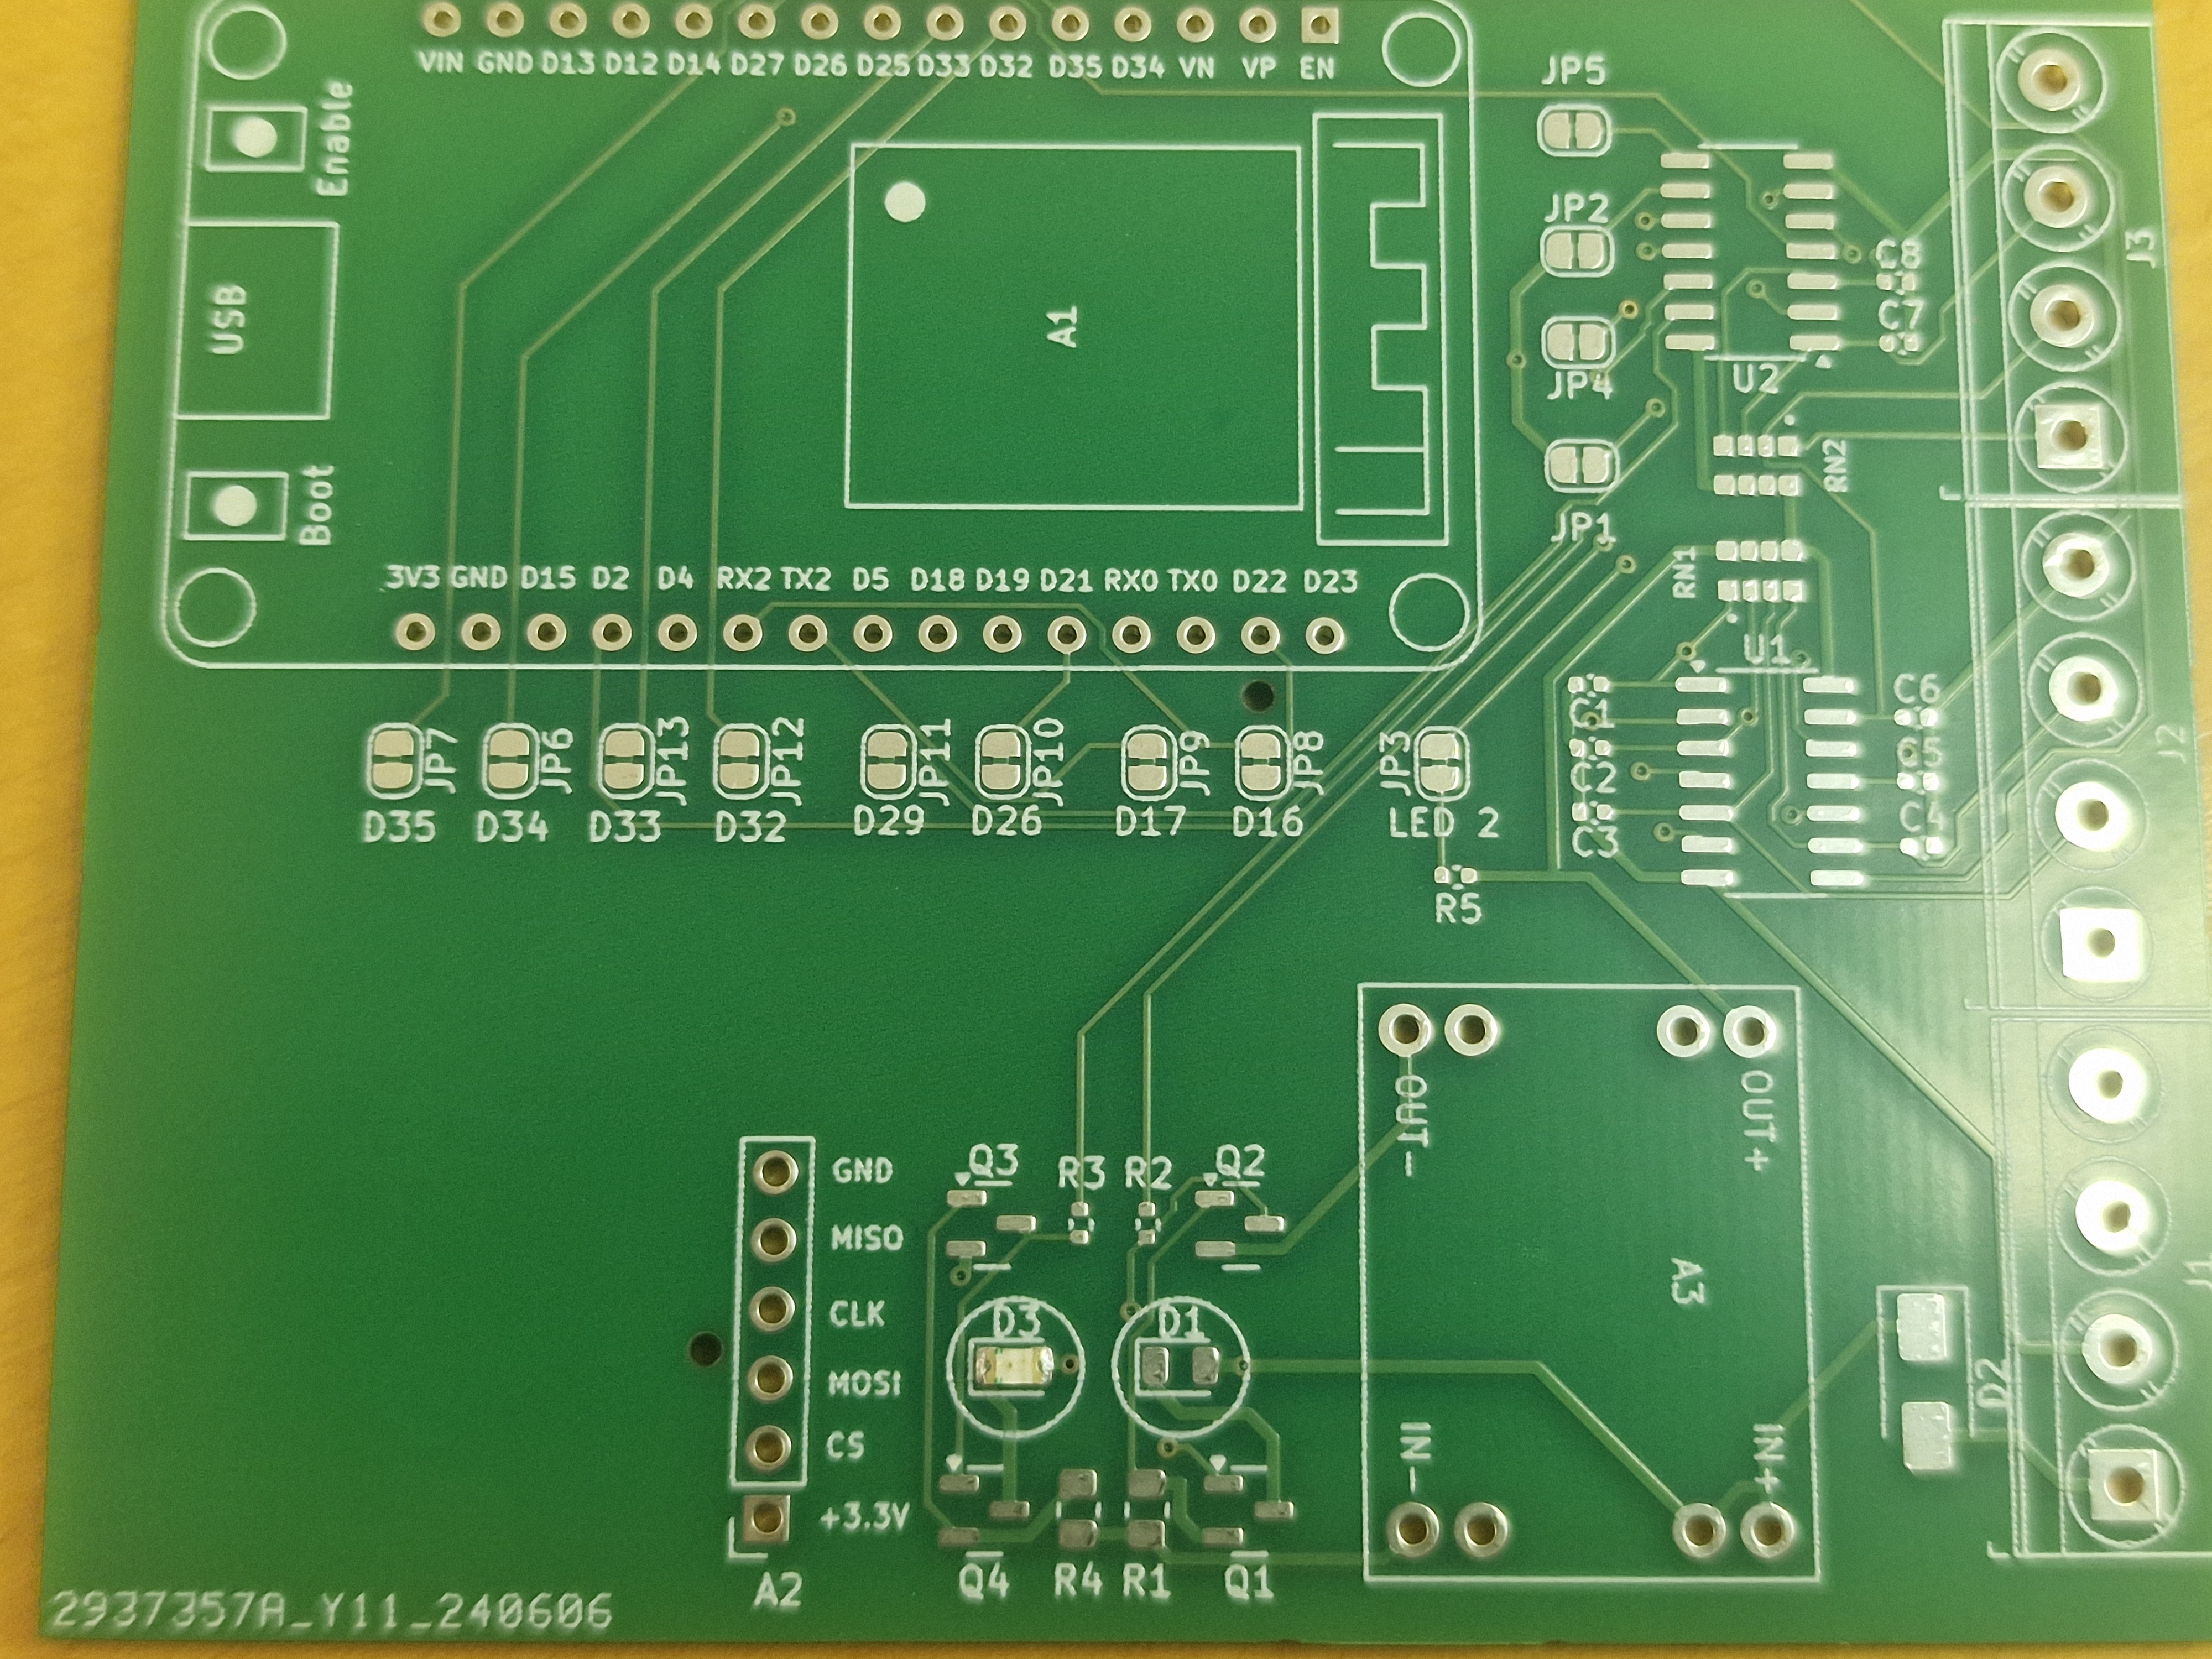 2937357A_Y11_240606
USB
Boot
Enable
D35
JP7
D34
JP6
D33
JP13
D32
JP12
D29
JP11
D26
JP10
D17
JP9
D16
JP8
JP3
LED 2
R5
3V3 GND D15 D2 D4 RX2 TX2 D5 D18 D19 D21 RX0 TX0 D22 D23
VIN GND D13 D12 D14 D27 D26 D25 D33 D32 D35 D34 VN VP EN
A1
A2
+3.3V
CS
MOSI
CLK
MISO
GND
Q4
D3
Q3
R4
R3
R1
D1
R2
Q1
Q2
IN-
OUT-
A3
IN+
OUT+
D2
JP1
JP4
JP2
JP5
C3
C2
C1
RN1
U1
U2
RN2
C4
C5
C6
C7
C8
J1
J2
J3